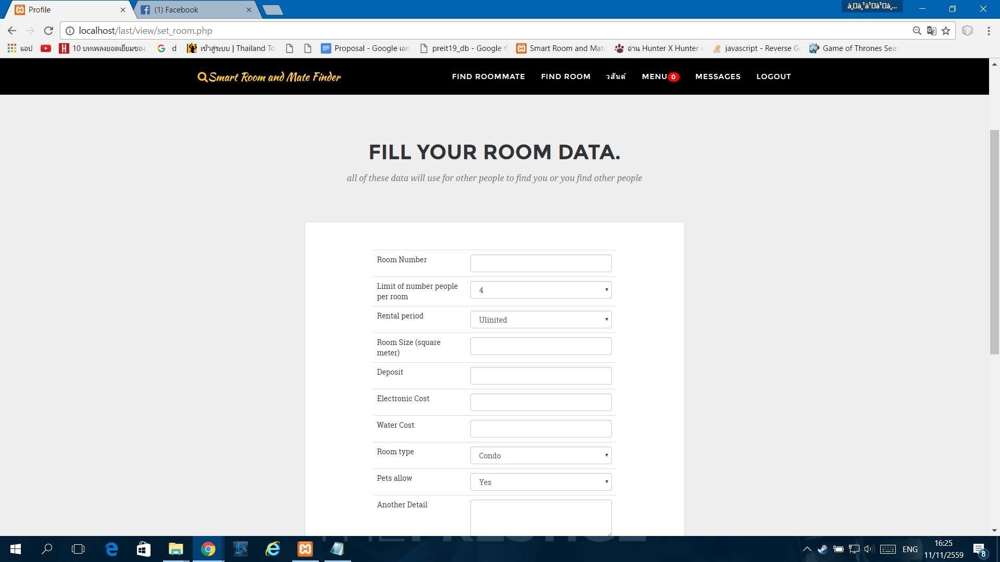 Profile
(1) Facebook
localhost/last/view/set_room.php
แอป
10 บทเพลงยอดเยี่ยมของ
d
เข้าสู่ระบบ | Thailand To
Proposal - Google เอก
preit19_db - Google ชี
Smart Room and Mate
อ่าน Hunter X Hunter
javascript - Reverse Ge
Game of Thrones Seas
Smart Room and Mate Finder
FIND ROOMMATE
FIND ROOM
วสันต์
MENU 0
MESSAGES
LOGOUT
FILL YOUR ROOM DATA.
all of these data will use for other people to find you or you find other people
Room Number
Limit of number people
per room
4
Rental period
Ulinited
Room Size (square
meter)
Deposit
Electronic Cost
Water Cost
Room type
Condo
Pets allow
Yes
Another Detail
ENG
16:25
11/11/2559
8